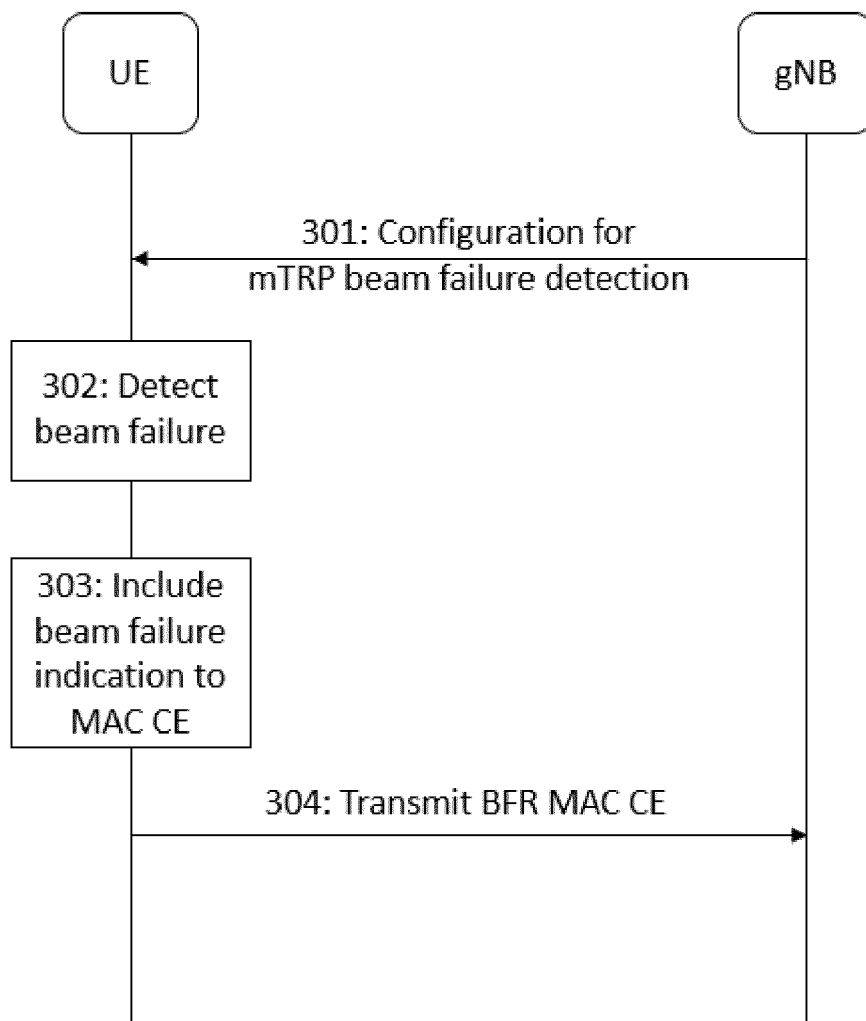 UE
gNB
301: Configuration for
mTRP beam failure detection
302: Detect
beam failure
303: Include
beam failure
indication to
MAC CE
304: Transmit BFR MAC CE